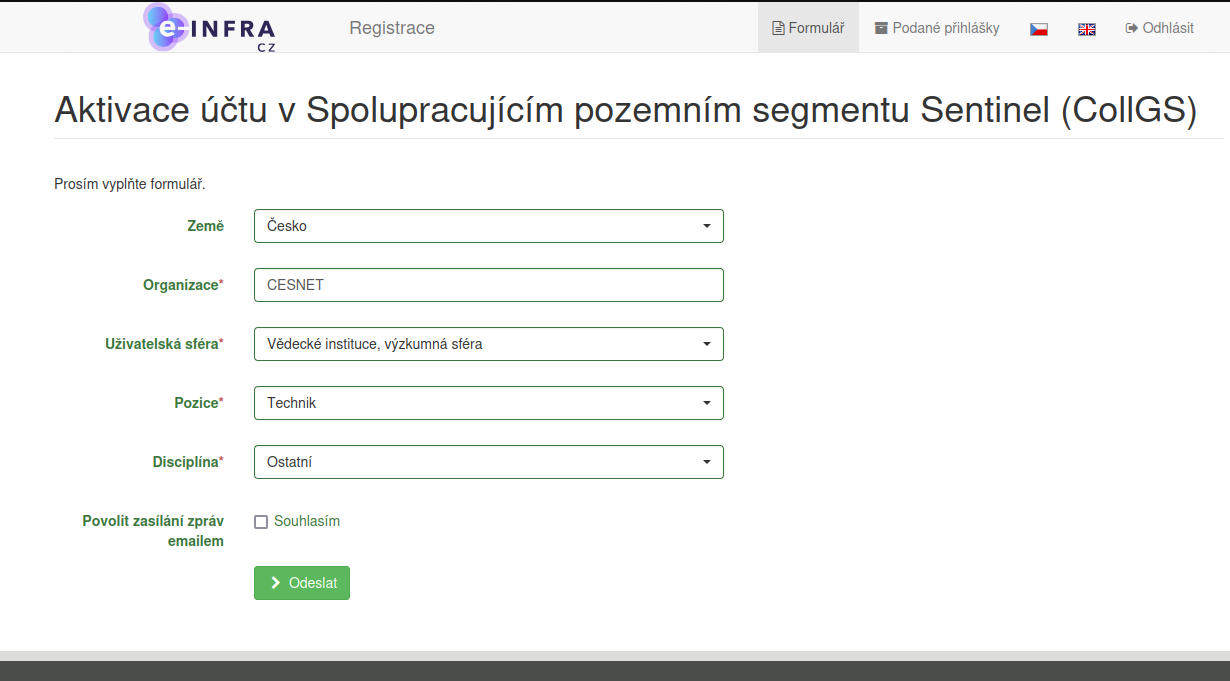 e-INFRA CZ
Registrace
Formulář
Podané přihlášky
Odhlásit
Aktivace účtu v Spolupracujícím pozemním segmentu Sentinel (CollGS)
Prosím vyplňte formulář.
Země
Česko
Organizace*
CESNET
Uživatelská sféra*
Vědecké instituce, výzkumná sféra
Pozice*
Technik
Disciplína*
Ostatní
Povolit zasílání zpráv
emailem
Souhlasím
Odeslat